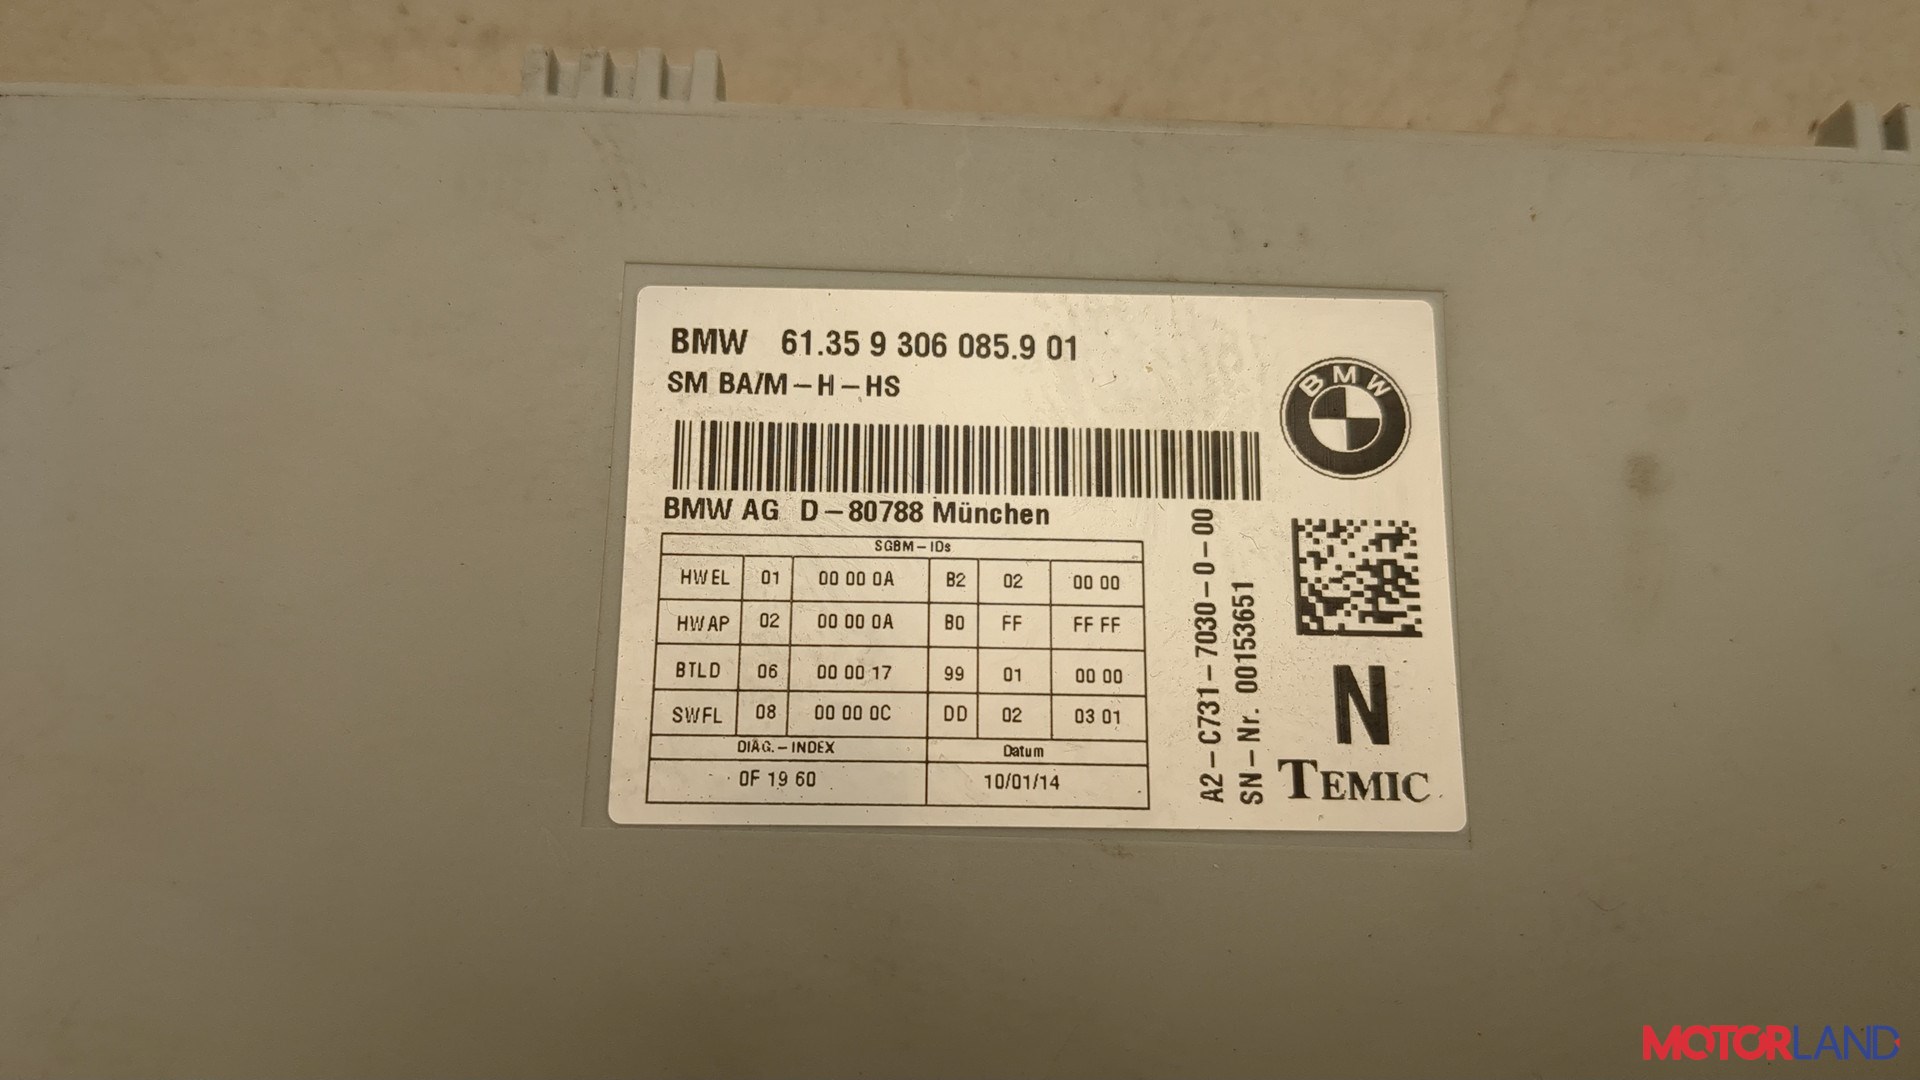 BMW 61.35 9 306 085.9 01
SM BA/M-H-HS
BMW
BMW AG D-80788 München
SGBM-IDs
HWEL 01 00 00 0A B2 02 00 00
HWAP 02 00 00 0A B0 FF FF FF
BTLD 06 00 00 17 99 01 00 00
SWFL 08 00 00 0C DD 02 03 01
DIAG.-INDEX Datum
0F 19 60 10/01/14
A2-C731-7030-0-00
SN-Nr. 00153651
N
TEMIC
MOTORLAND